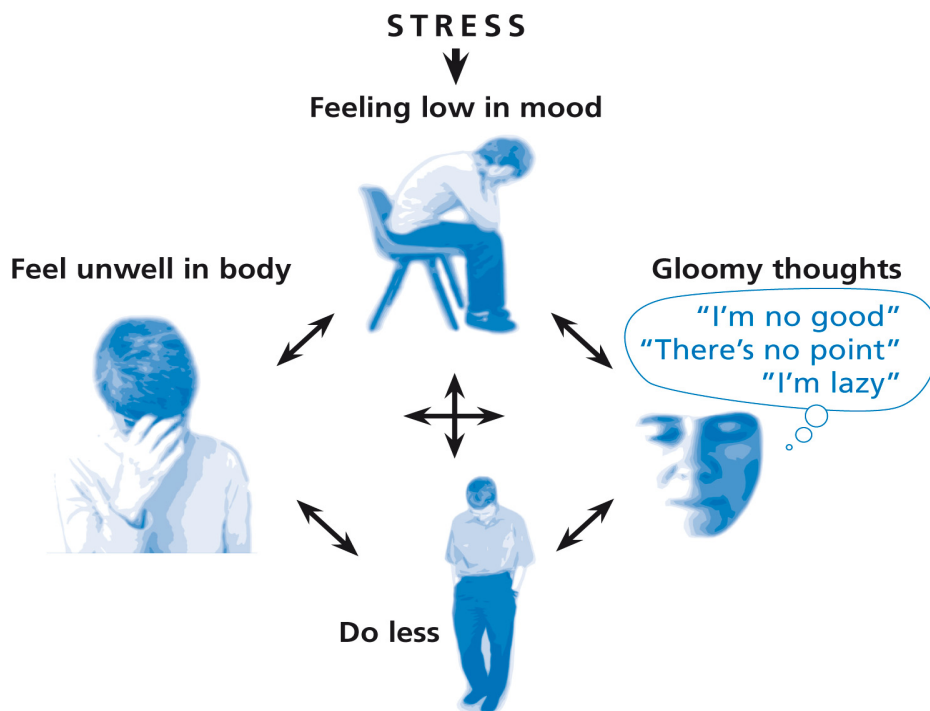 STRESS
Feeling low in mood
Feel unwell in body
Gloomy thoughts
"I'm no good"
"There's no point"
"I'm lazy"
Do less